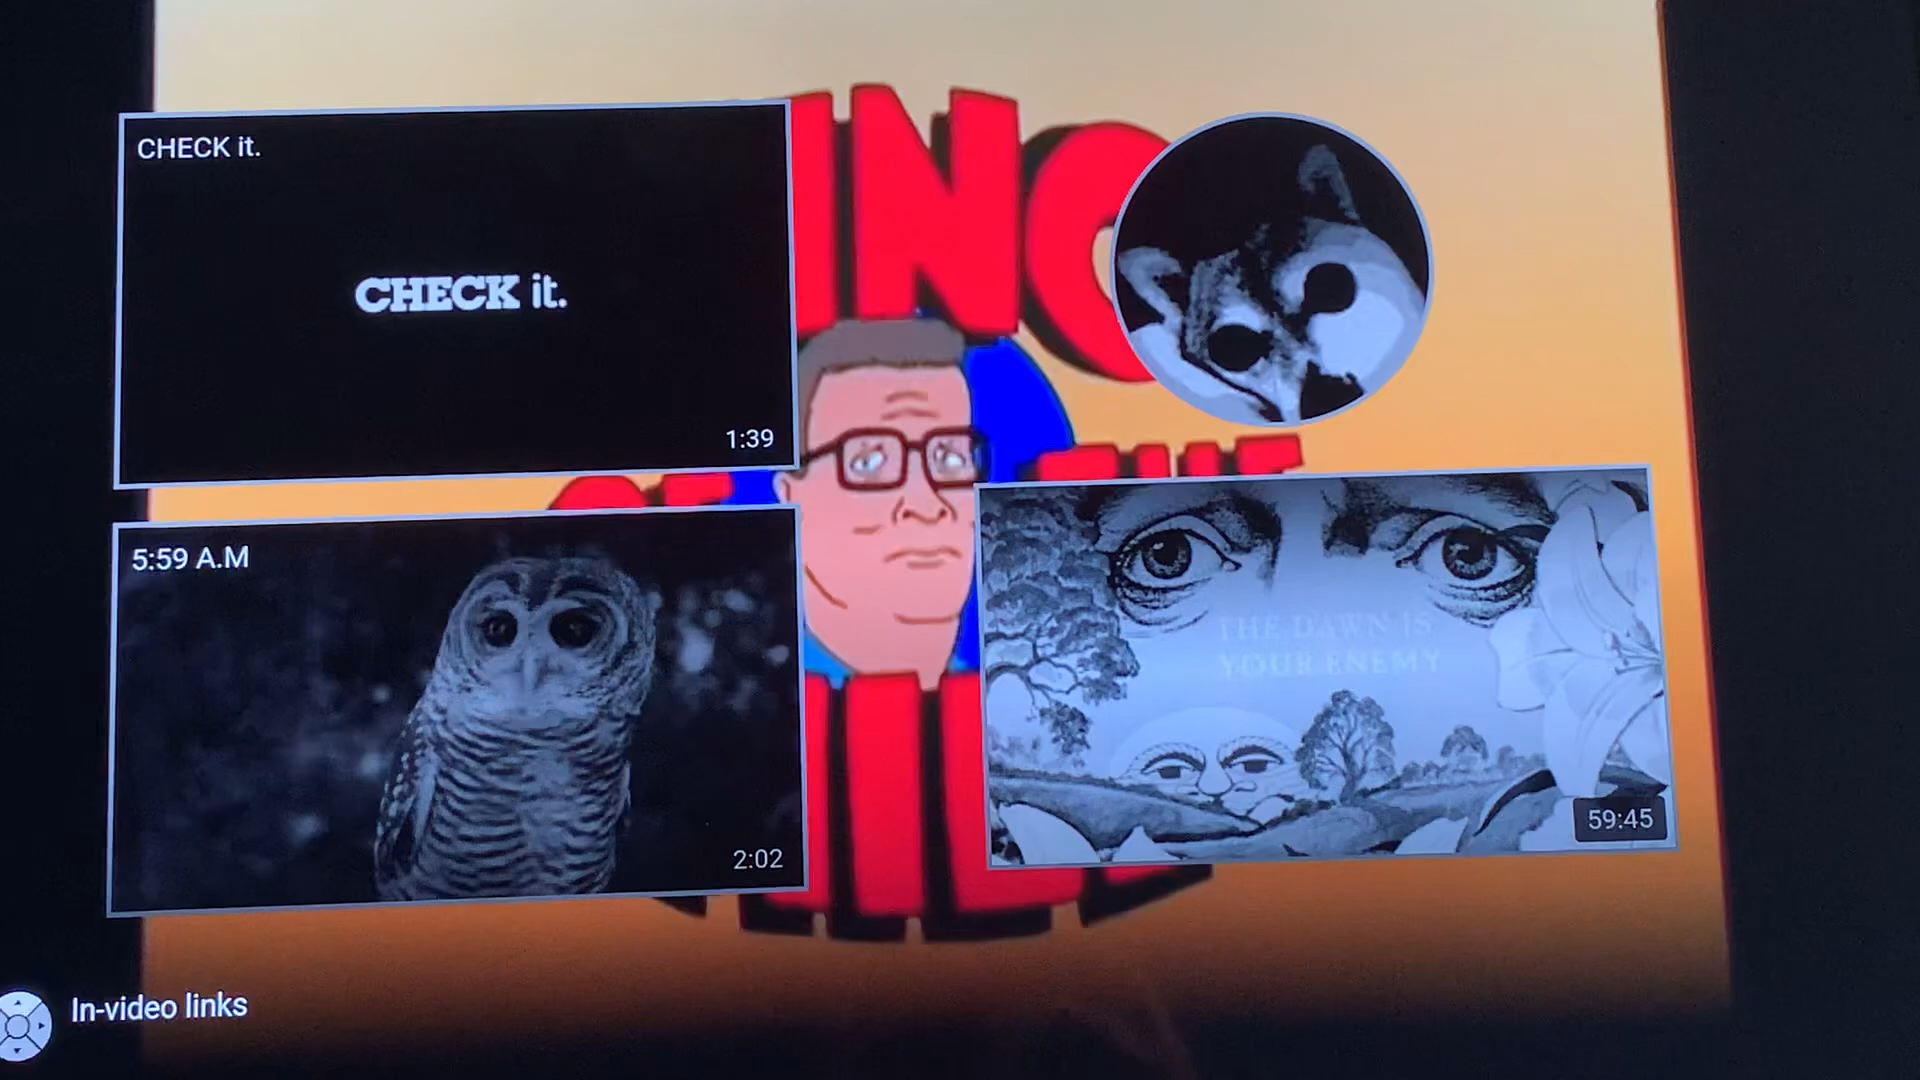 CHECK it.
CHECK it.
1:39
5:59 A.M
2:02
THE DAWN IS
YOUR ENEMY
59:45
In-video links